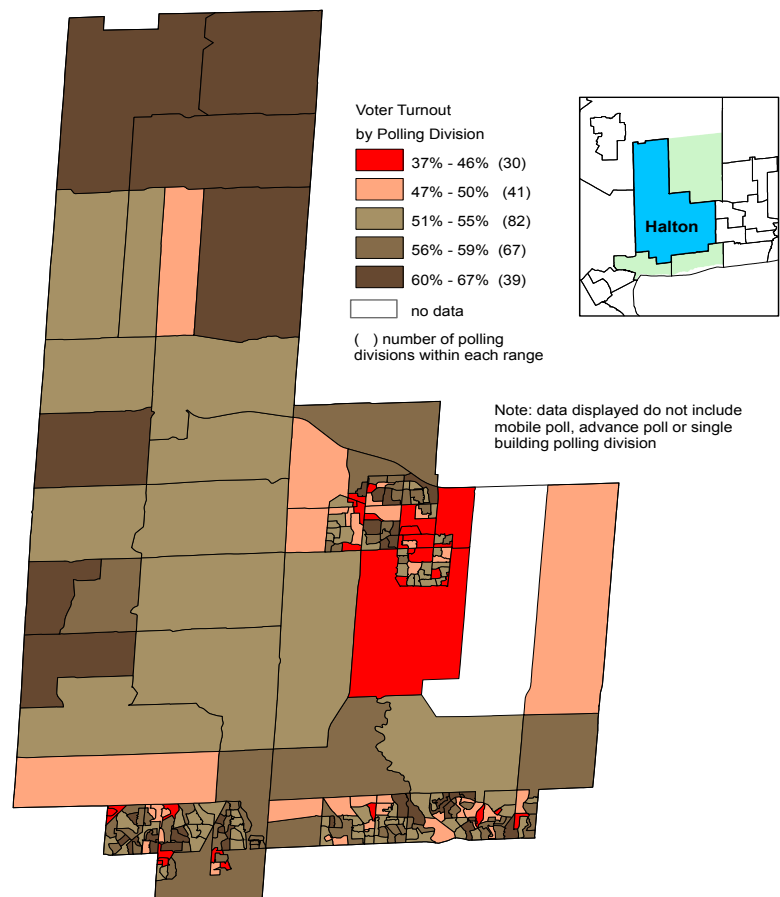 Voter Turnout
by Polling Division
37% - 46% (30)
47% - 50% (41)
51% - 55% (82)
56% - 59% (67)
60% - 67% (39)
no data
( ) number of polling
divisions within each range
Halton
Note: data displayed do not include
mobile poll, advance poll or single
building polling division